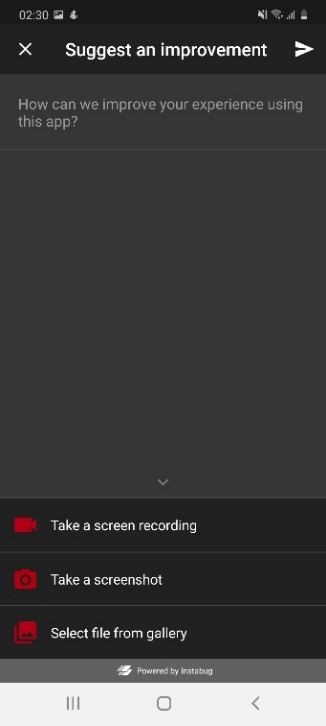 02:30
Suggest an improvement
How can we improve your experience using
this app?
Take a screen recording
Take a screenshot
Select file from gallery
Powered by Instabug